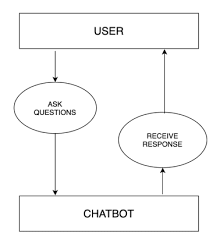 USER
ASK
QUESTIONS
RECEIVE
RESPONSE
CHATBOT